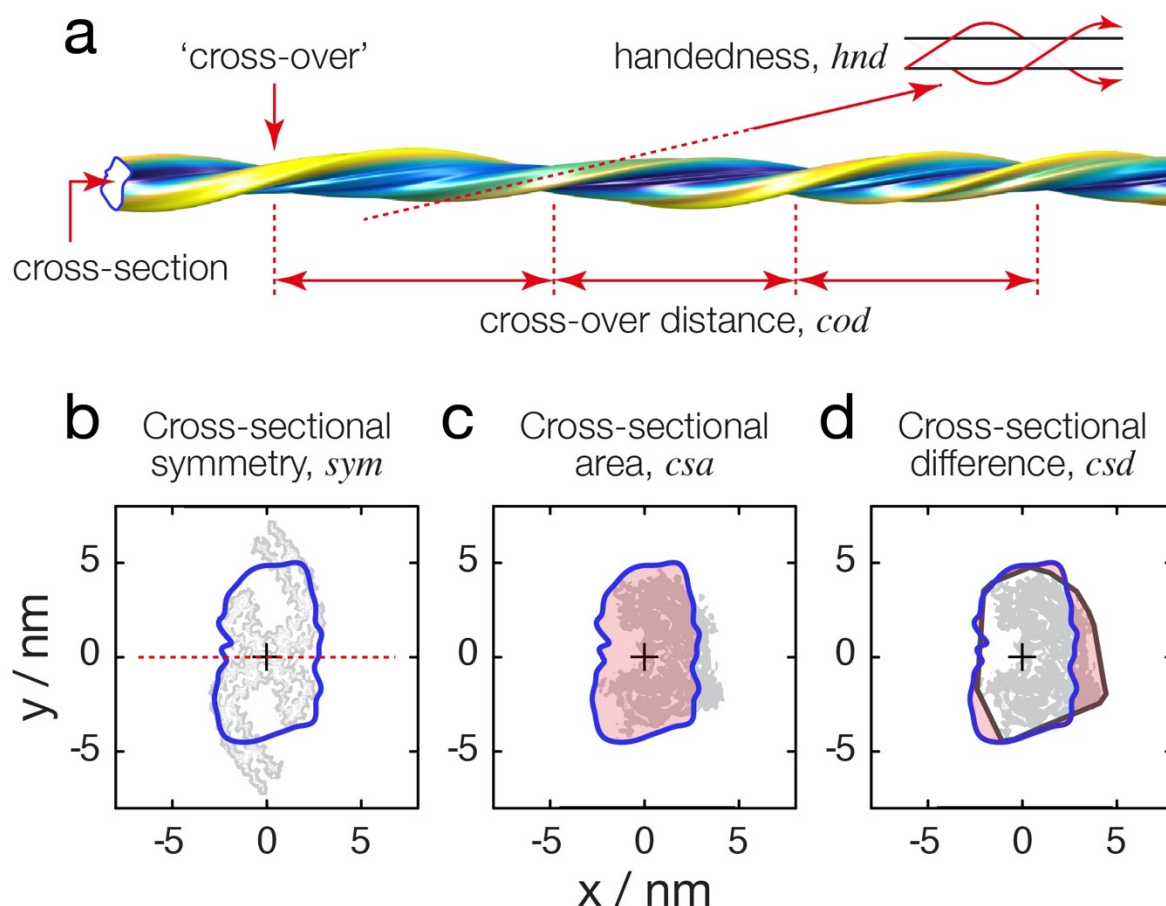 a
‘cross-over’
handedness, hnd
cross-section
cross-over distance, cod
b
Cross-sectional
symmetry, sym
c
Cross-sectional
area, csa
d
Cross-sectional
difference, csd
y / nm
5
0
-5
-5
0
5
5
0
-5
-5
0
5
5
0
-5
-5
0
5
x / nm